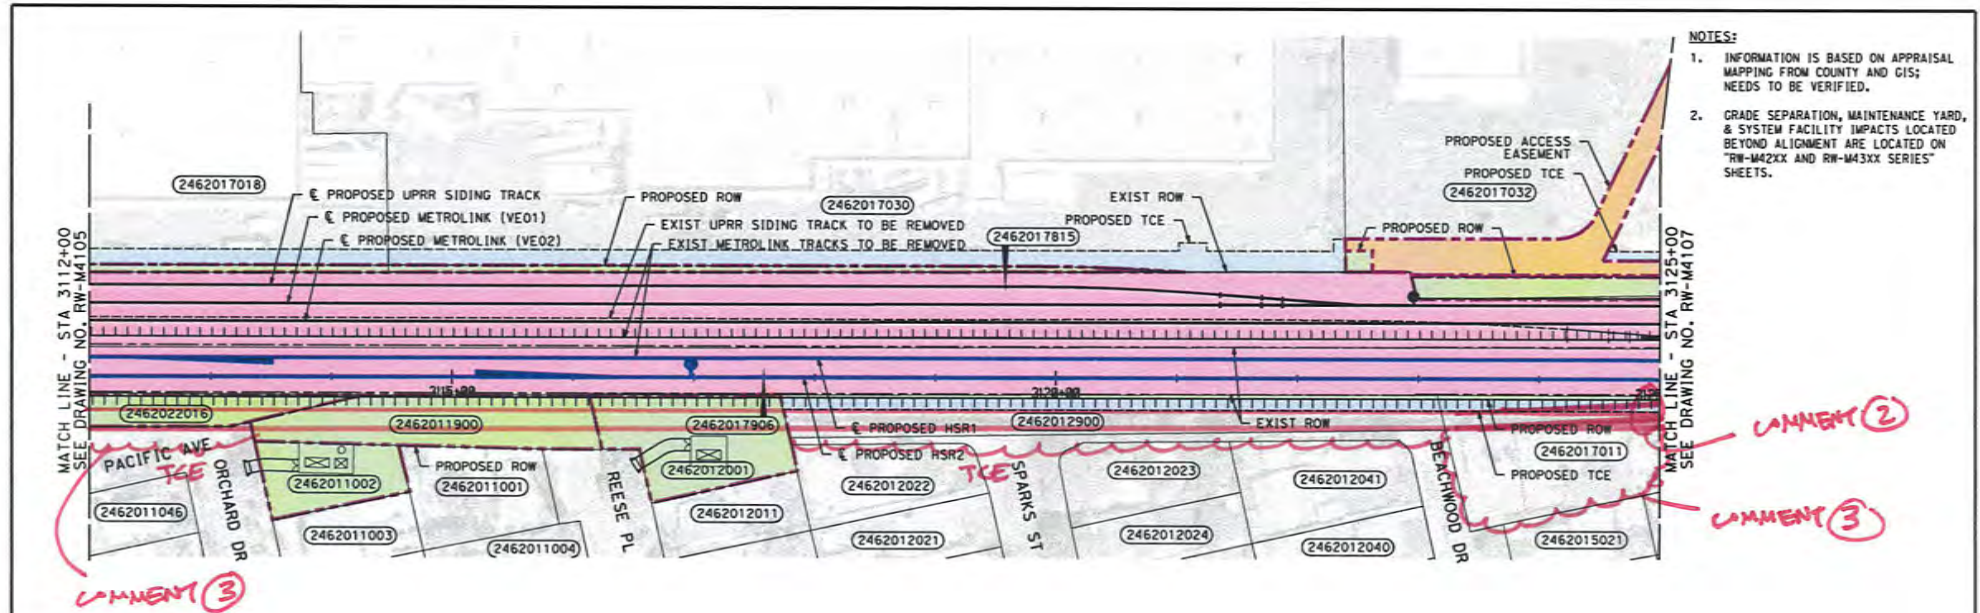 NOTES:
1. INFORMATION IS BASED ON APPRAISAL
MAPPING FROM COUNTY AND GIS;
NEEDS TO BE VERIFIED.
2. GRADE SEPARATION, MAINTENANCE YARD,
& SYSTEM FACILITY IMPACTS LOCATED
BEYOND ALIGNMENT ARE LOCATED ON
"RW-M42XX AND RW-M43XX SERIES"
SHEETS.
PROPOSED ACCESS
EASEMENT
PROPOSED TCE
2462017032
2462017018
℄ PROPOSED UPRR SIDING TRACK
℄ PROPOSED METROLINK (VE01)
℄ PROPOSED METROLINK (VE02)
PROPOSED ROW
2462017030
EXIST UPRR SIDING TRACK TO BE REMOVED
EXIST METROLINK TRACKS TO BE REMOVED
2462017815
EXIST ROW
PROPOSED TCE
PROPOSED ROW
MATCH LINE - STA 3112+00
SEE DRAWING NO. RW-M4105
MATCH LINE - STA 3125+00
SEE DRAWING NO. RW-M4107
3115+00
3120+00
2462022016
2462011900
2462017906
℄ PROPOSED HSR1
2462012900
EXIST ROW
PROPOSED ROW
℄ PROPOSED HSR2
2462017011
PROPOSED TCE
PACIFIC AVE
TCE
ORCHARD DR
2462011002
PROPOSED ROW
2462011001
REESE PL
2462012001
TCE
2462012022
SPARKS ST
2462012023
2462012041
BEACHWOOD DR
2462011046
2462011003
2462011004
2462012011
2462012021
2462012024
2462012040
2462015021
COMMENT 2
COMMENT 3
COMMENT 3